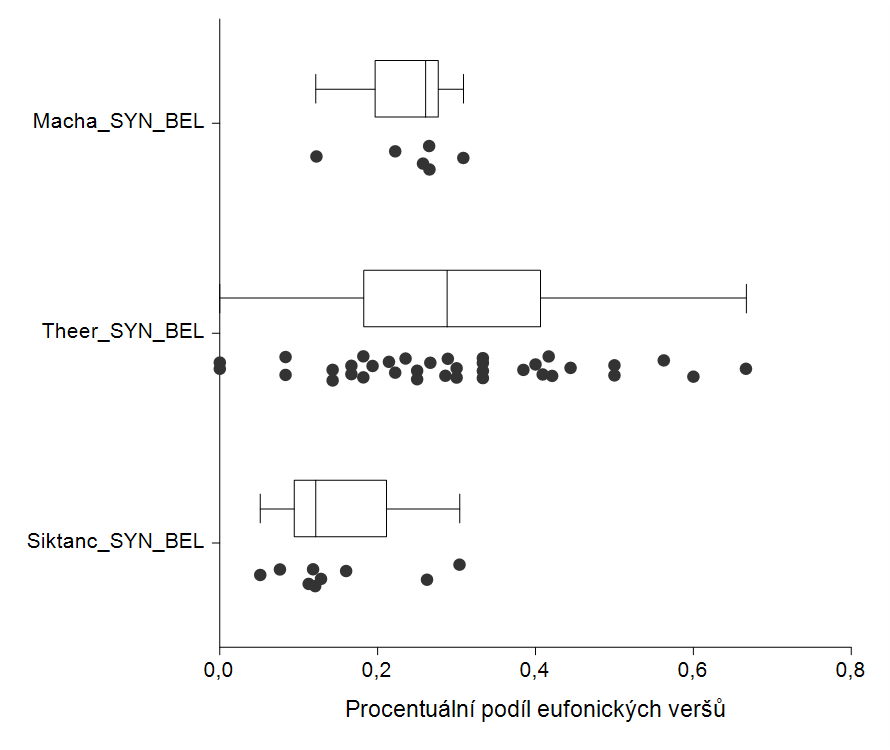 Macha_SYN_BEL
Theer_SYN_BEL
Siktanc_SYN_BEL
0,0 0,2 0,4 0,6 0,8
Procentuální podíl eufonických veršů